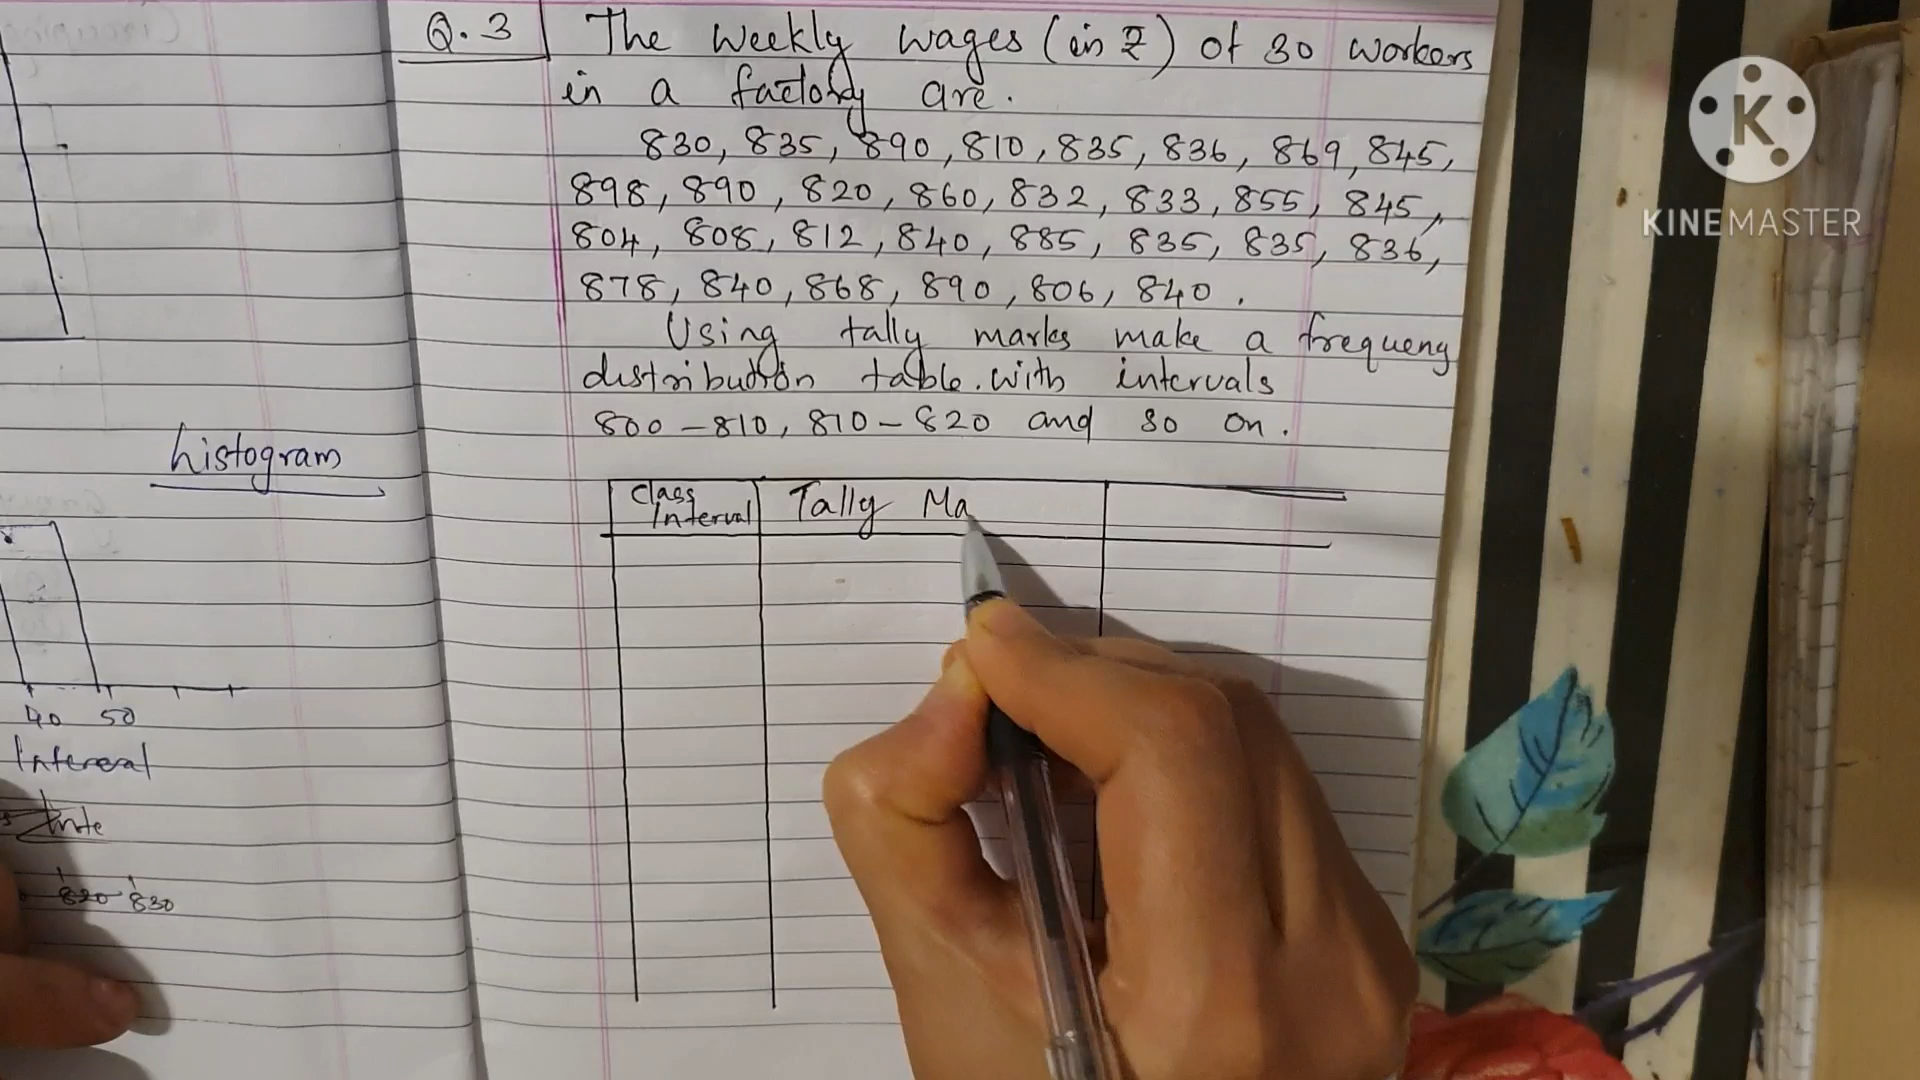 Q.3 The weekly wages (in ₹) of 30 workers
in a factory are.
830, 835, 890, 810, 835, 836, 869, 845,
898, 890, 820, 860, 832, 833, 855, 845,
804, 808, 812, 840, 885, 835, 835, 836,
878, 840, 868, 890, 806, 840.
Using tally marks make a frequeny
distribution table. with intervals
800-810, 810-820 and so on.
Class
Interval
Tally Ma
histogram
40 50
820 830
K
KINEMASTER